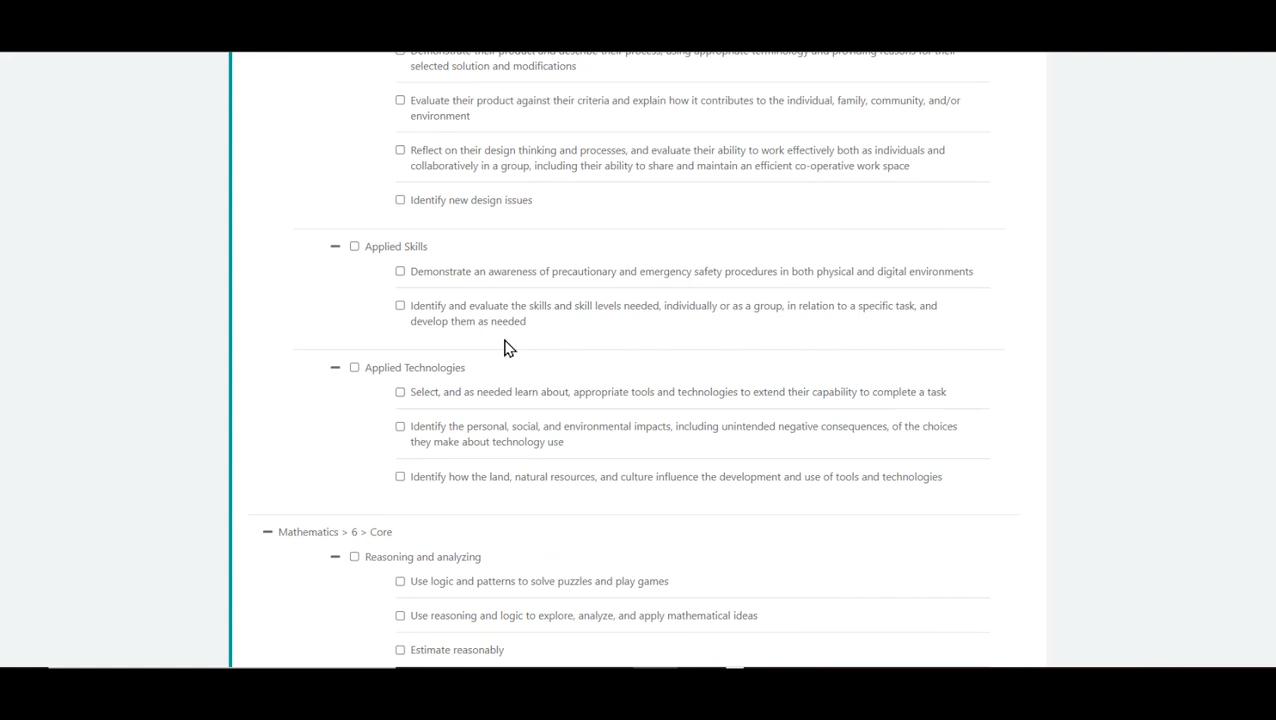 Demonstrate their product and describe their process, using appropriate terminology and providing reasons for their
selected solution and modifications
Evaluate their product against their criteria and explain how it contributes to the individual, family, community, and/or
environment
Reflect on their design thinking and processes, and evaluate their ability to work effectively both as individuals and
collaboratively in a group, including their ability to share and maintain an efficient co-operative work space
Identify new design issues
Applied Skills
Demonstrate an awareness of precautionary and emergency safety procedures in both physical and digital environments
Identify and evaluate the skills and skill levels needed, individually or as a group, in relation to a specific task, and
develop them as needed
Applied Technologies
Select, and as needed learn about, appropriate tools and technologies to extend their capability to complete a task
Identify the personal, social, and environmental impacts, including unintended negative consequences, of the choices
they make about technology use
Identify how the land, natural resources, and culture influence the development and use of tools and technologies
Mathematics > 6 > Core
Reasoning and analyzing
Use logic and patterns to solve puzzles and play games
Use reasoning and logic to explore, analyze, and apply mathematical ideas
Estimate reasonably